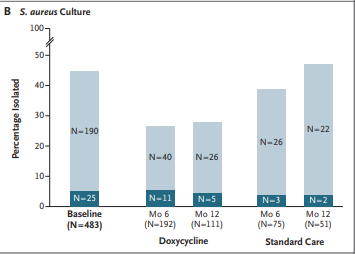 B S. aureus Culture
100
50
40
30
20
10
0
Percentage Isolated
N=190
N=25
N=40
N=11
N=26
N=5
N=26
N=3
N=22
N=2
Baseline
(N=483)
Mo 6
(N=192)
Mo 12
(N=111)
Mo 6
(N=75)
Mo 12
(N=51)
Doxycycline
Standard Care